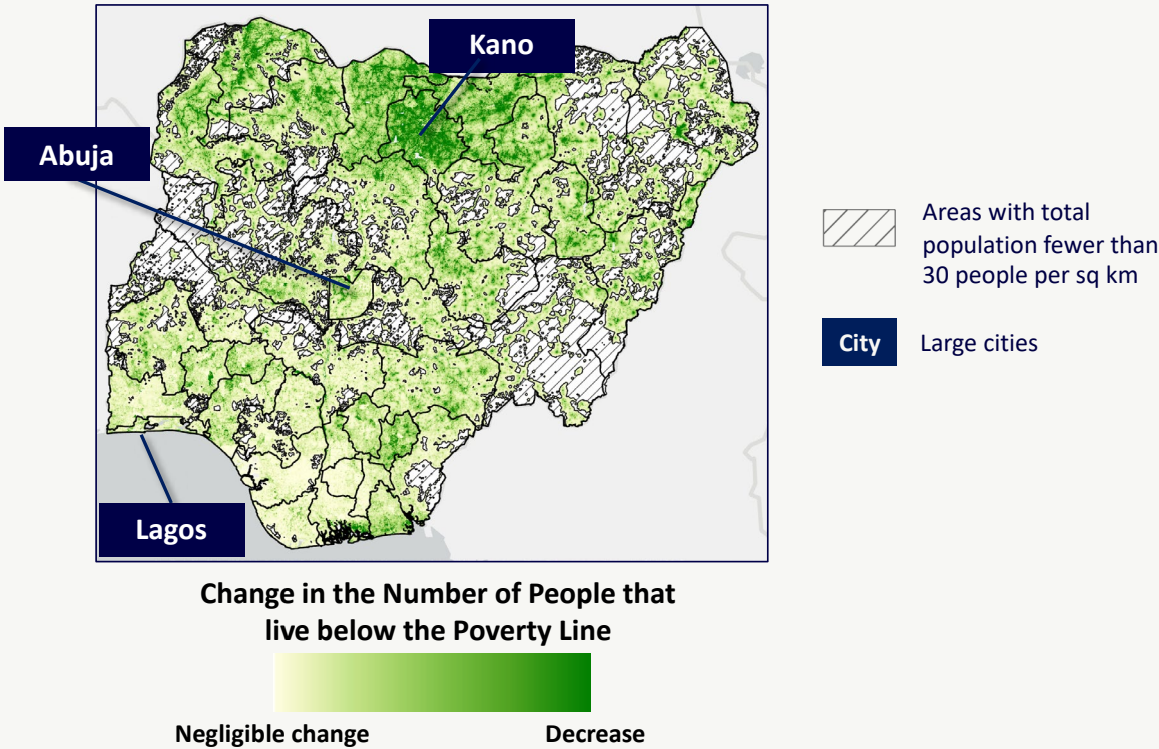 Kano
Abuja
Lagos
Areas with total
population fewer than
30 people per sq km
City
Large cities
Change in the Number of People that
live below the Poverty Line
Negligible change
Decrease